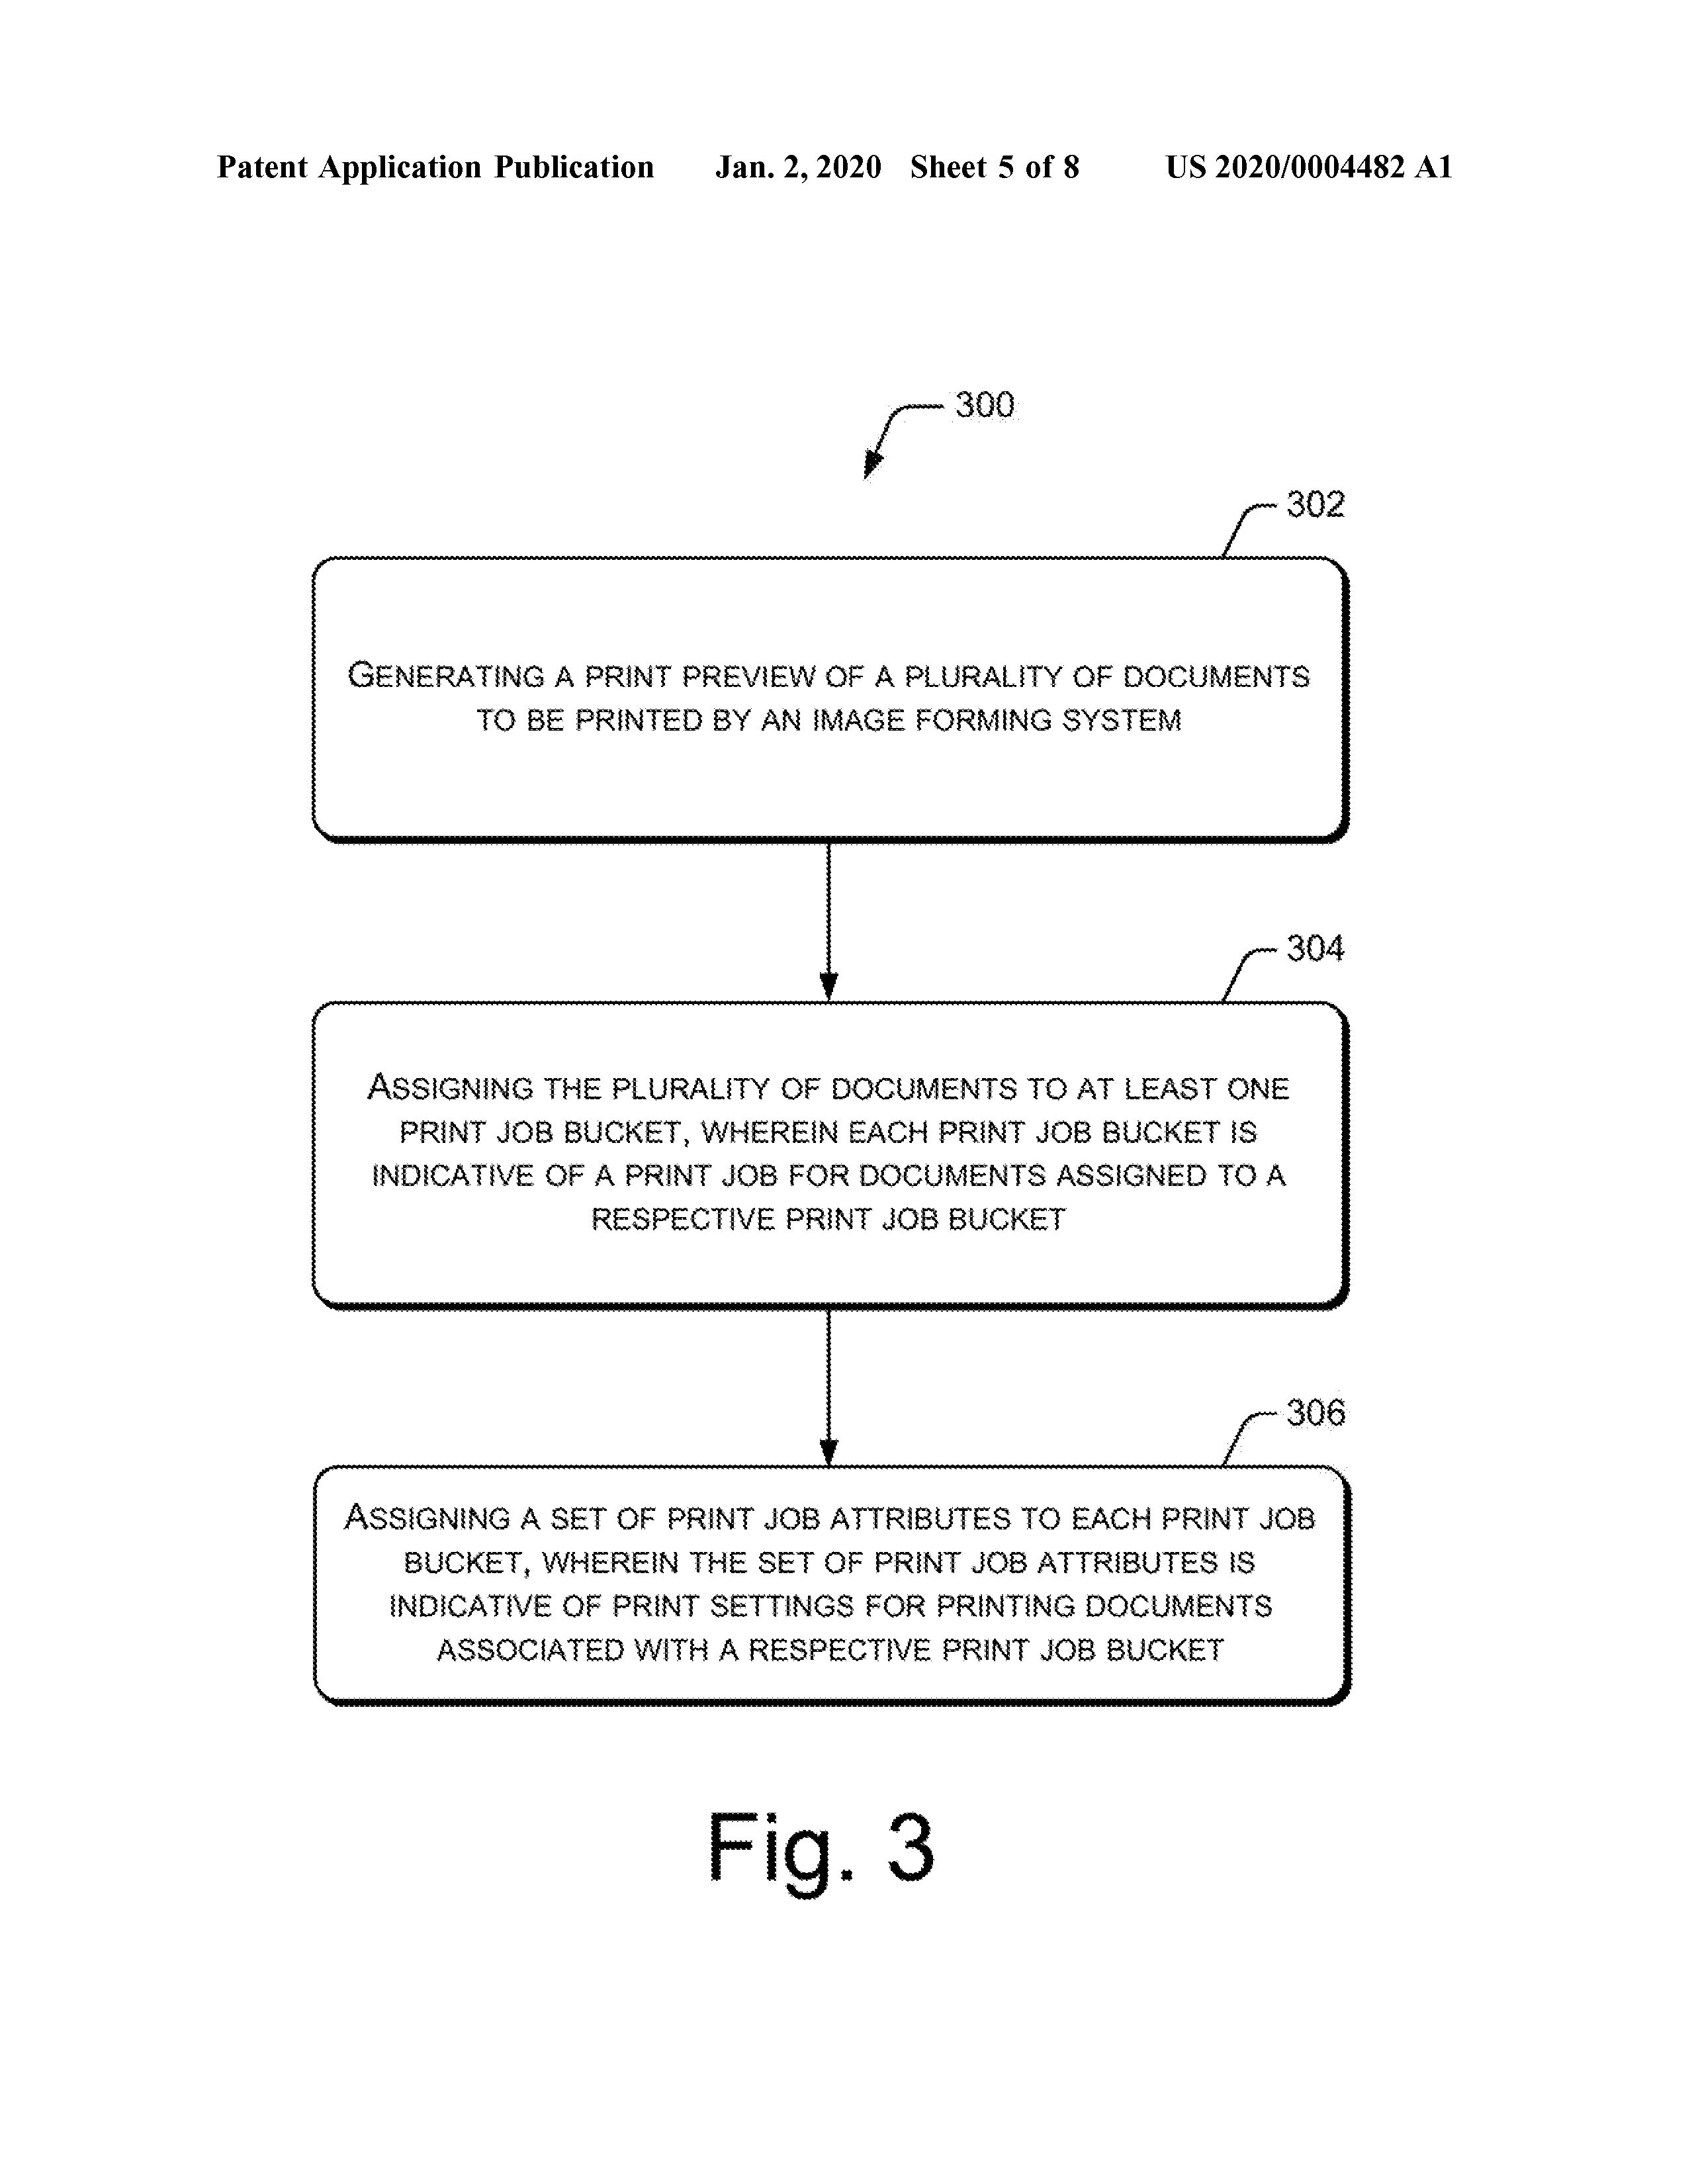 Patent Application Publication Jan. 2, 2020 Sheet 5 of 8 US 2020/0004482 A1
300
302
GENERATING A PRINT PREVIEW OF A PLURALITY OF DOCUMENTS
TO BE PRINTED BY AN IMAGE FORMING SYSTEM
304
ASSIGNING THE PLURALITY OF DOCUMENTS TO AT LEAST ONE
PRINT JOB BUCKET, WHEREIN EACH PRINT JOB BUCKET IS
INDICATIVE OF A PRINT JOB FOR DOCUMENTS ASSIGNED TO A
RESPECTIVE PRINT JOB BUCKET
306
ASSIGNING A SET OF PRINT JOB ATTRIBUTES TO EACH PRINT JOB
BUCKET, WHEREIN THE SET OF PRINT JOB ATTRIBUTES IS
INDICATIVE OF PRINT SETTINGS FOR PRINTING DOCUMENTS
ASSOCIATED WITH A RESPECTIVE PRINT JOB BUCKET
Fig. 3